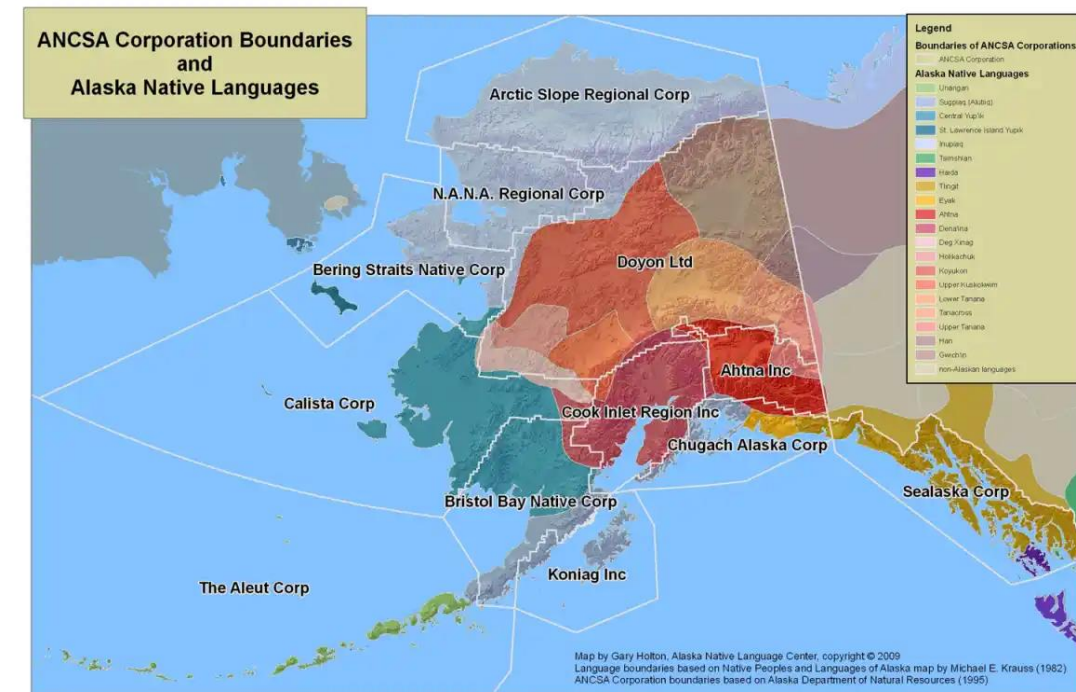 ANCSA Corporation Boundaries
and
Alaska Native Languages
Legend
Boundaries of ANCSA Corporations
ANCSA Corporation
Alaska Native Languages
Unangan
Sugpiaq (Alutiiq)
Central Yup'ik
St. Lawrence Island Yupik
Inupiaq
Tsimshian
Haida
Tlingit
Eyak
Ahtna
Dena'ina
Deg Xinag
Holikachuk
Koyukon
Upper Kuskokwim
Lower Tanana
Tanacross
Upper Tanana
Han
Gwich'in
non-Alaskan languages
Arctic Slope Regional Corp
N.A.N.A. Regional Corp
Doyon Ltd
Bering Straits Native Corp
Ahtna Inc
Calista Corp
Cook Inlet Region Inc
Chugach Alaska Corp
Sealaska Corp
Bristol Bay Native Corp
Koniag Inc
The Aleut Corp
Map by Gary Holton, Alaska Native Language Center, copyright © 2009
Language boundaries based on Native Peoples and Languages of Alaska map by Michael E. Krauss (1982)
ANCSA Corporation boundaries based on Alaska Department of Natural Resources (1995)